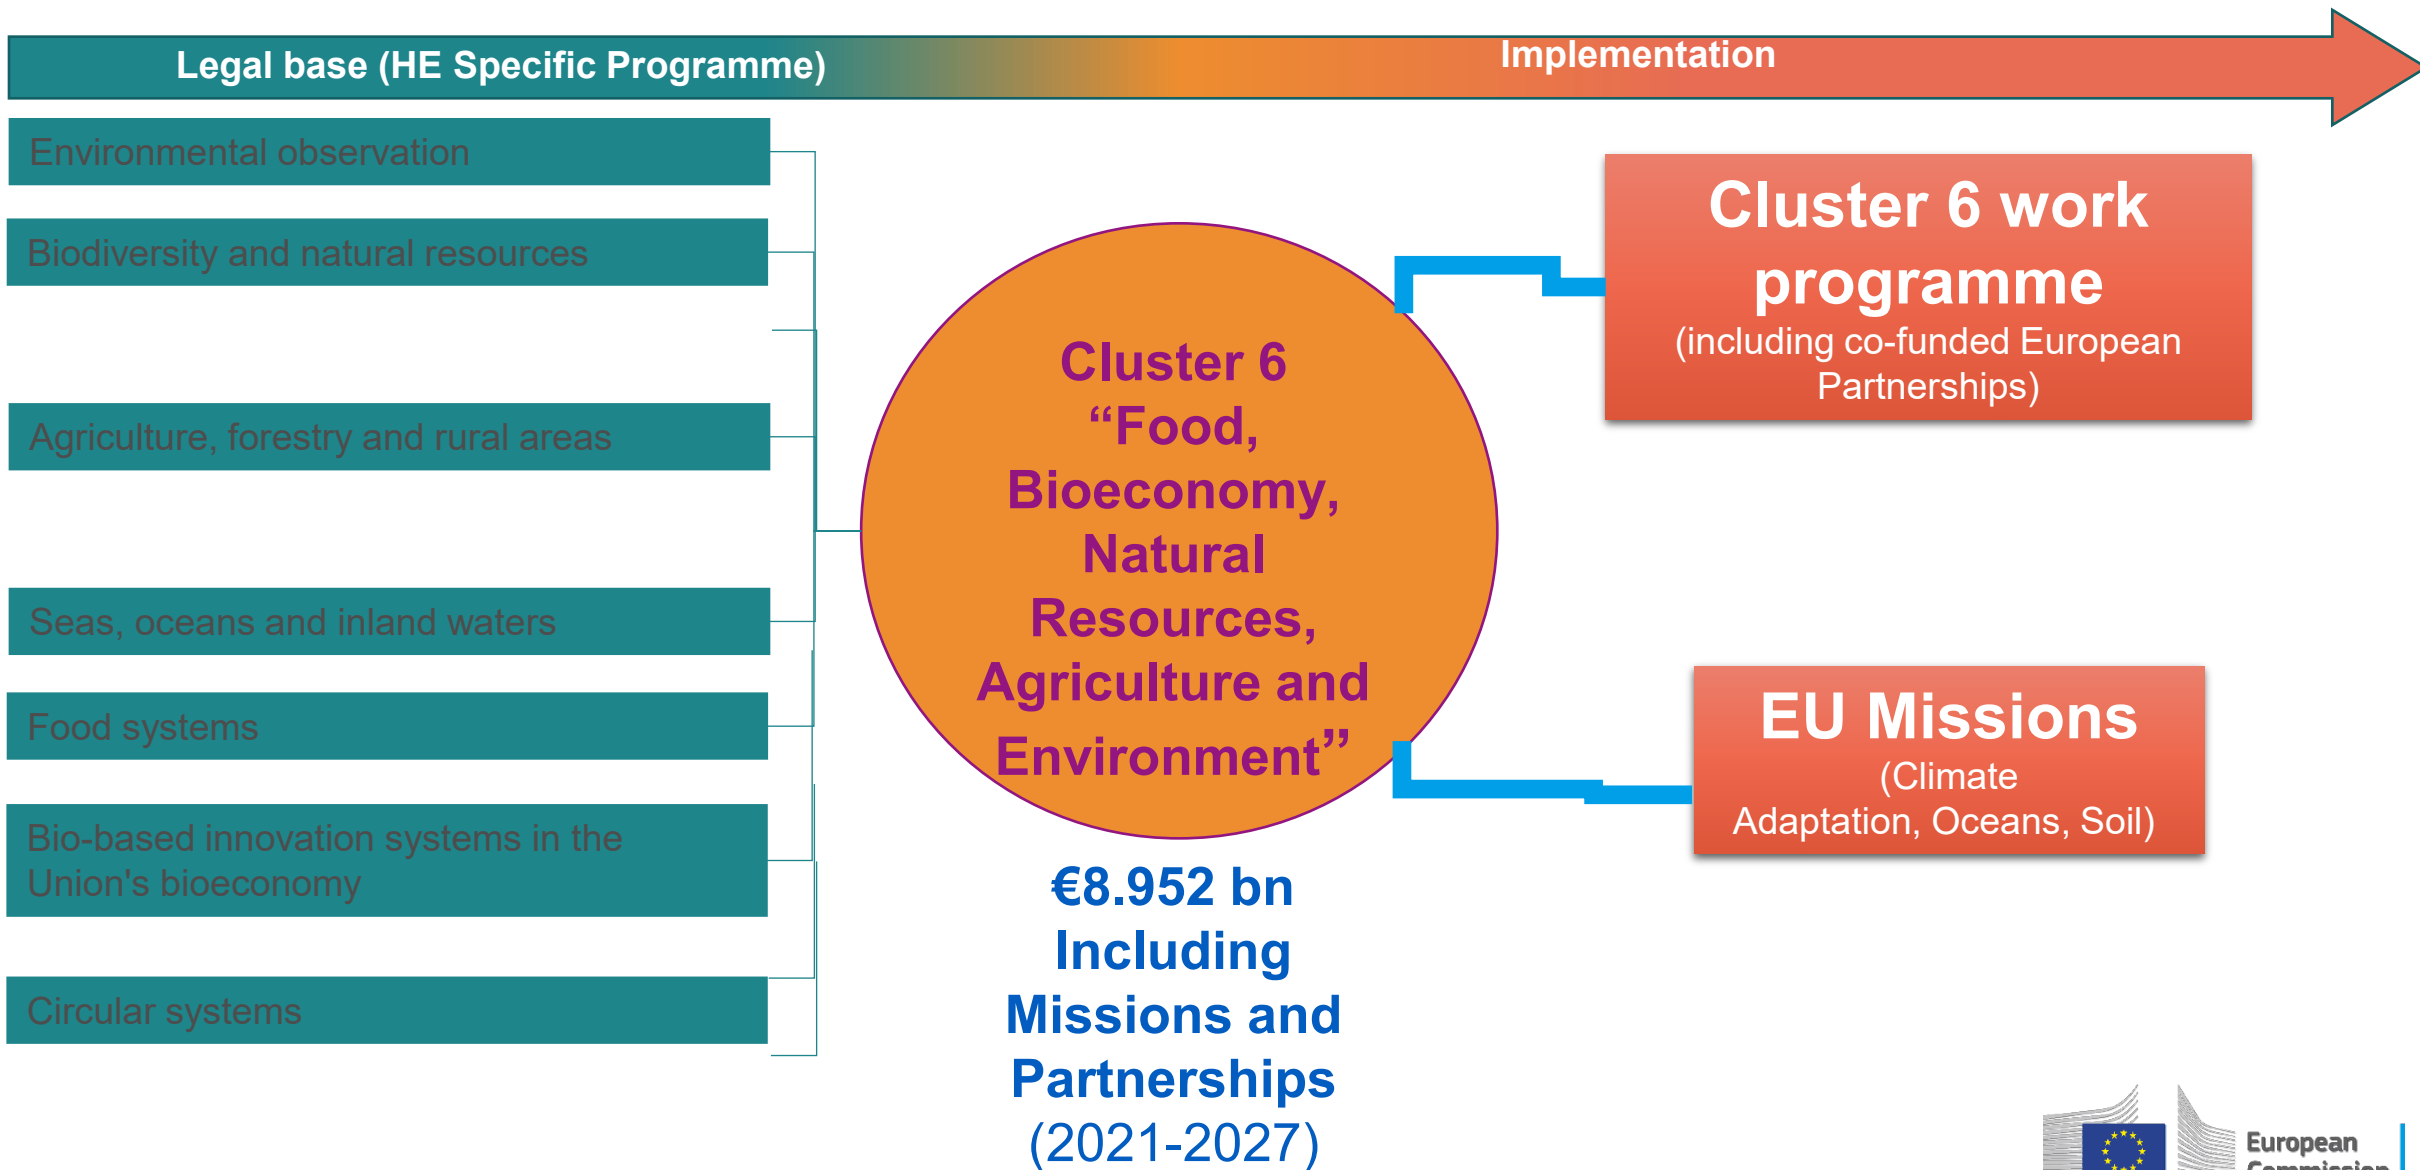 Legal base (HE Specific Programme)
Implementation
Environmental observation
Biodiversity and natural resources
Agriculture, forestry and rural areas
Seas, oceans and inland waters
Food systems
Bio-based innovation systems in the
Union's bioeconomy
Circular systems
Cluster 6
“Food,
Bioeconomy,
Natural
Resources,
Agriculture and
Environment”
€8.952 bn
Including
Missions and
Partnerships
(2021-2027)
Cluster 6 work
programme
(including co-funded European
Partnerships)
EU Missions
(Climate
Adaptation, Oceans, Soil)
European
Commission